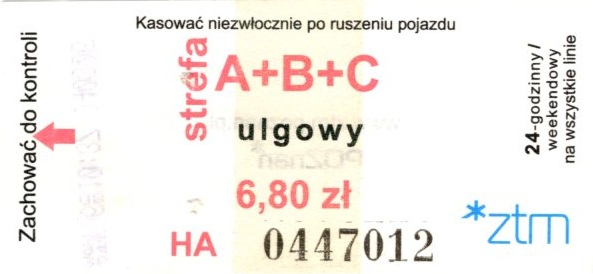 Kasować niezwłocznie po ruszeniu pojazdu
Zachować do kontroli
strefa
A+B+C
ulgowy
6,80 zł
HA 0447012
24-godzinny /
weekendowy
na wszystkie linie
*ztm